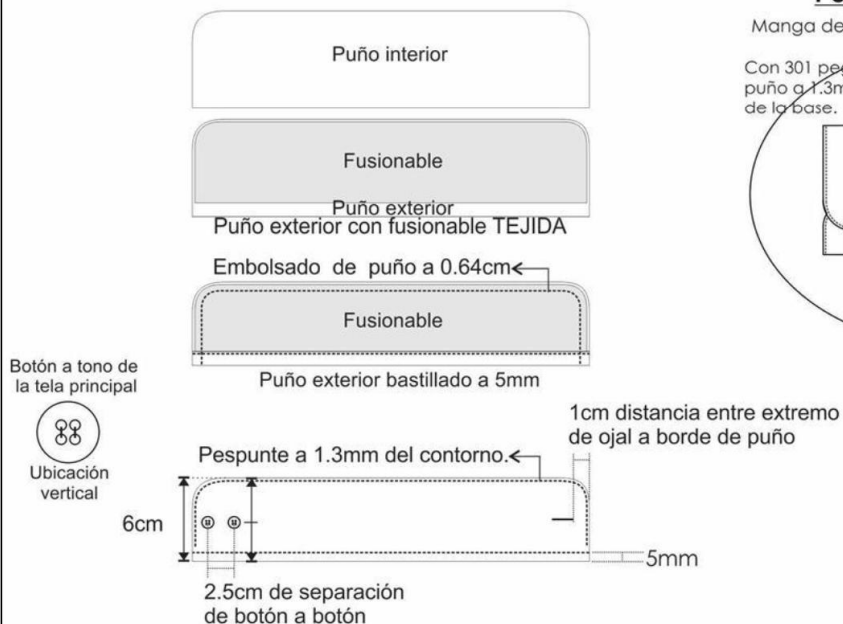 Puño interior
Manga de
Con 301
puño a 1.3m
de la base.
Fusionable
Puño exterior
Puño exterior con fusionable TEJIDA
Embolsado de puño a 0.64cm
Fusionable
Puño exterior bastillado a 5mm
Botón a tono de
la tela principal
Ubicación
vertical
1cm distancia entre extremo
de ojal a borde de puño
Pespunte a 1.3mm del contorno.
6cm
5mm
2.5cm de separación
de botón a botón